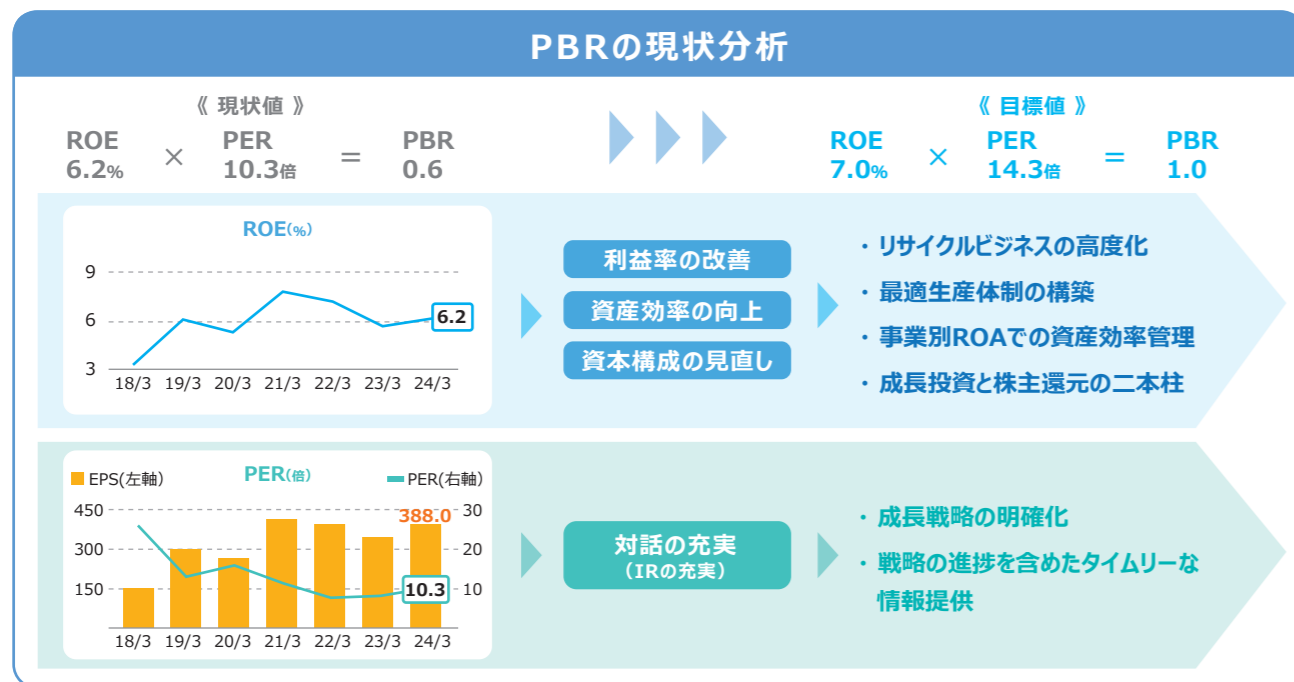 PBRの現状分析
《 現状値 》
ROE
6.2%
×
PER
10.3倍
=
PBR
0.6
《 目標値 》
ROE
7.0%
×
PER
14.3倍
=
PBR
1.0
ROE(%)
9
6
3
6.2
18/3 19/3 20/3 21/3 22/3 23/3 24/3
利益率の改善
資産効率の向上
資本構成の見直し
・リサイクルビジネスの高度化
・最適生産体制の構築
・事業別ROAでの資産効率管理
・成長投資と株主還元の二本柱
EPS(左軸)
PER(倍)
PER(右軸)
450
300
150
388.0
10.3
30
20
10
18/3 19/3 20/3 21/3 22/3 23/3 24/3
対話の充実
(IRの充実)
・成長戦略の明確化
・戦略の進捗を含めたタイムリーな
情報提供